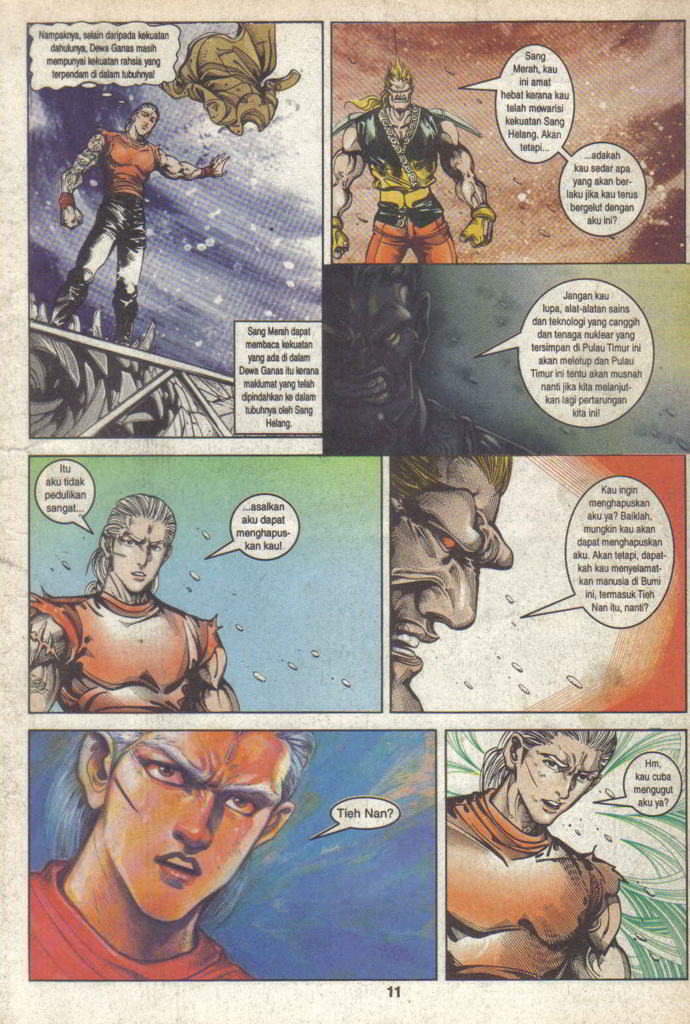 Nampaknya, selain daripada kekuatan
dahulunya, Dewa Ganas masih
mempunyai kekuatan rahsia yang
terpendam di dalam tubuhnya!
Sang
Merah, kau
ini amat
hebat kerana kau
telah mewarisi
kekuatan Sang
Helang. Akan
tetapi...
...adakah
kau sedar apa
yang akan ber-
laku jika kau terus
bergelut dengan
aku ini?
Sang Merah dapat
membaca kekuatan
yang ada di dalam
Dewa Ganas itu kerana
maklumat yang telah
dipindahkan ke dalam
tubuhnya oleh Sang
Helang.
Jangan kau
lupa, alat-alatan sains
dan teknologi yang canggih
dan tenaga nuklear yang
tersimpan di Pulau Timur ini
akan meletup dan Pulau
Timur ini tentu akan musnah
nanti jika kita melanjut-
kan lagi pertarungan
kita ini!
Itu
aku tidak
pedulikan
sangat...
...asalkan
aku dapat
menghapus-
kan kau!
Kau ingin
menghapuskan
aku ya? Baiklah,
mungkin kau akan
dapat menghapuskan
aku. Akan tetapi, dapat-
kah kau menyelamat-
kan manusia di Bumi
ini, termasuk Tieh
Nan itu, nanti?
Tieh Nan?
Hm,
kau cuba
mengugut
aku ya?
11